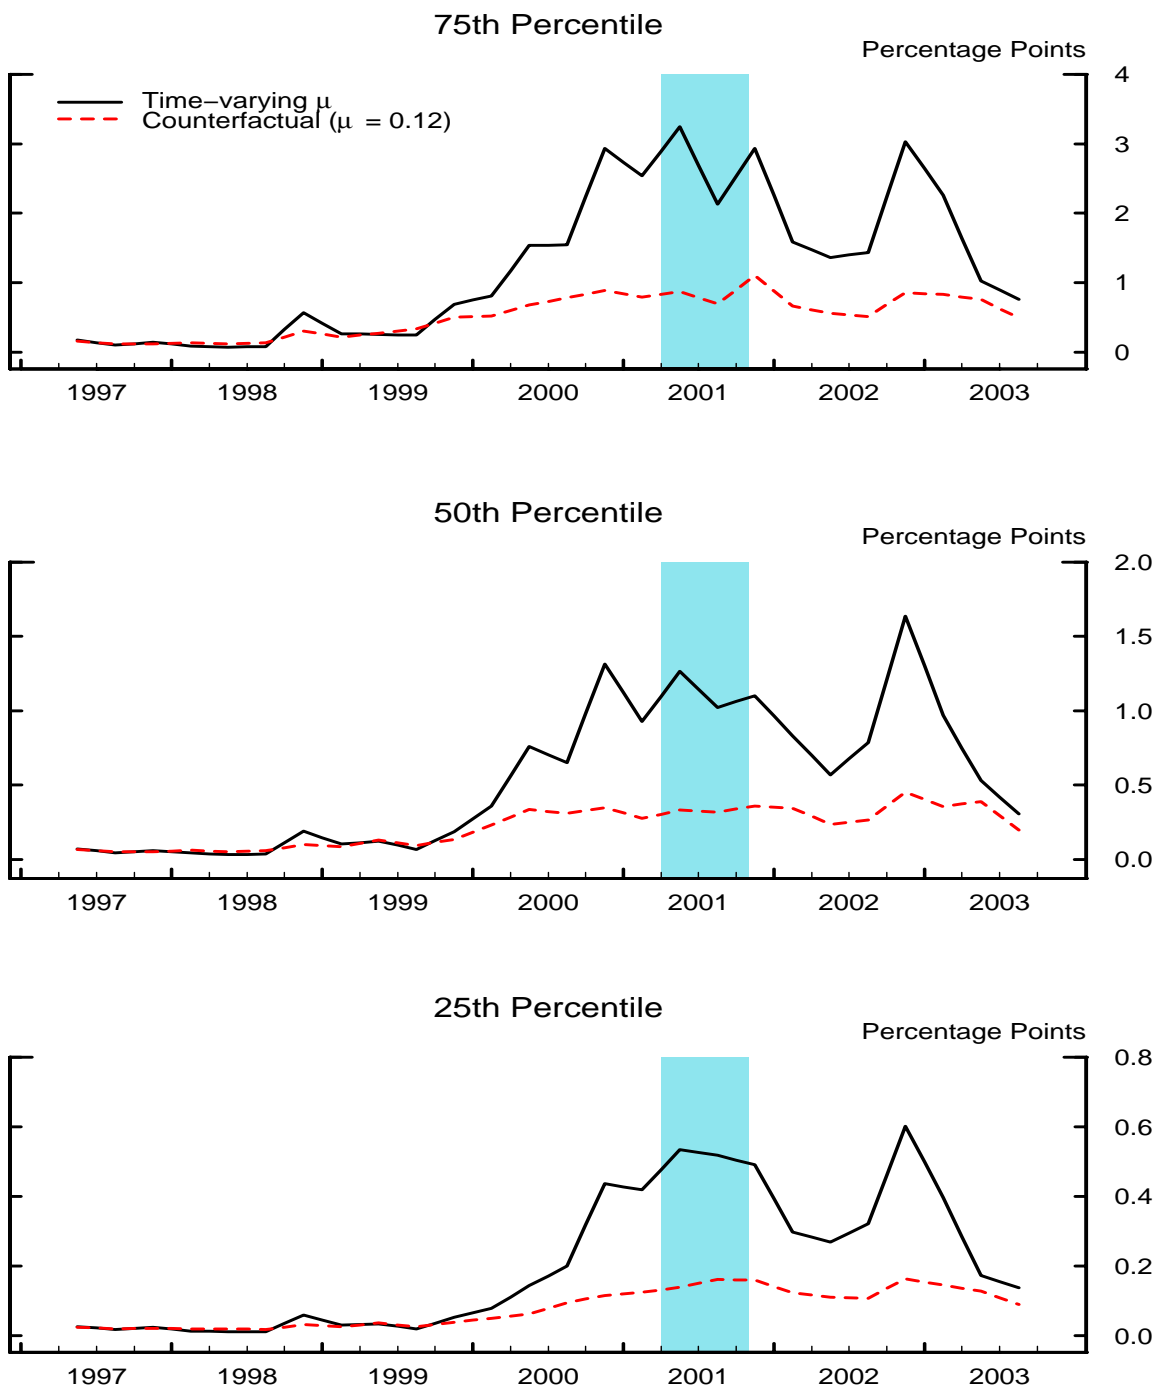 75th Percentile
Percentage Points
Time−varying μ
Counterfactual (μ = 0.12)
4
3
2
1
0
1997 1998 1999 2000 2001 2002 2003
50th Percentile
Percentage Points
2.0
1.5
1.0
0.5
0.0
1997 1998 1999 2000 2001 2002 2003
25th Percentile
Percentage Points
0.8
0.6
0.4
0.2
0.0
1997 1998 1999 2000 2001 2002 2003